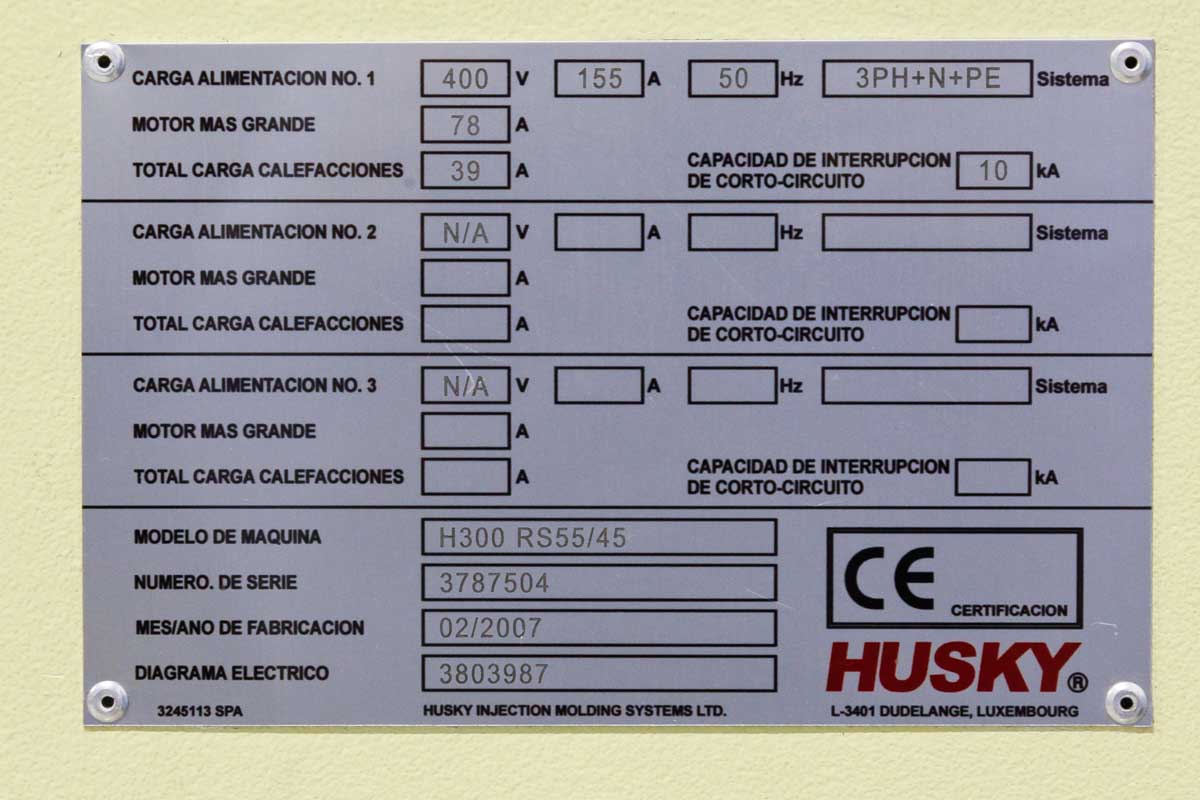 CARGA ALIMENTACION NO. 1 400 V 155 A 50 Hz 3PH+N+PE Sistema
MOTOR MAS GRANDE 78 A
TOTAL CARGA CALEFACCIONES 39 A CAPACIDAD DE INTERRUPCION 10 kA
DE CORTO-CIRCUITO
CARGA ALIMENTACION NO. 2 N/A V A Hz Sistema
MOTOR MAS GRANDE A
TOTAL CARGA CALEFACCIONES A CAPACIDAD DE INTERRUPCION kA
DE CORTO-CIRCUITO
CARGA ALIMENTACION NO. 3 N/A V A Hz Sistema
MOTOR MAS GRANDE A
TOTAL CARGA CALEFACCIONES A CAPACIDAD DE INTERRUPCION kA
DE CORTO-CIRCUITO
MODELO DE MAQUINA H300 RS55/45
NUMERO. DE SERIE 3787504
MES/ANO DE FABRICACION 02/2007
DIAGRAMA ELECTRICO 3803987
3245113 SPA HUSKY INJECTION MOLDING SYSTEMS LTD.
CE CERTIFICACION
HUSKY®
L-3401 DUDELANGE, LUXEMBOURG